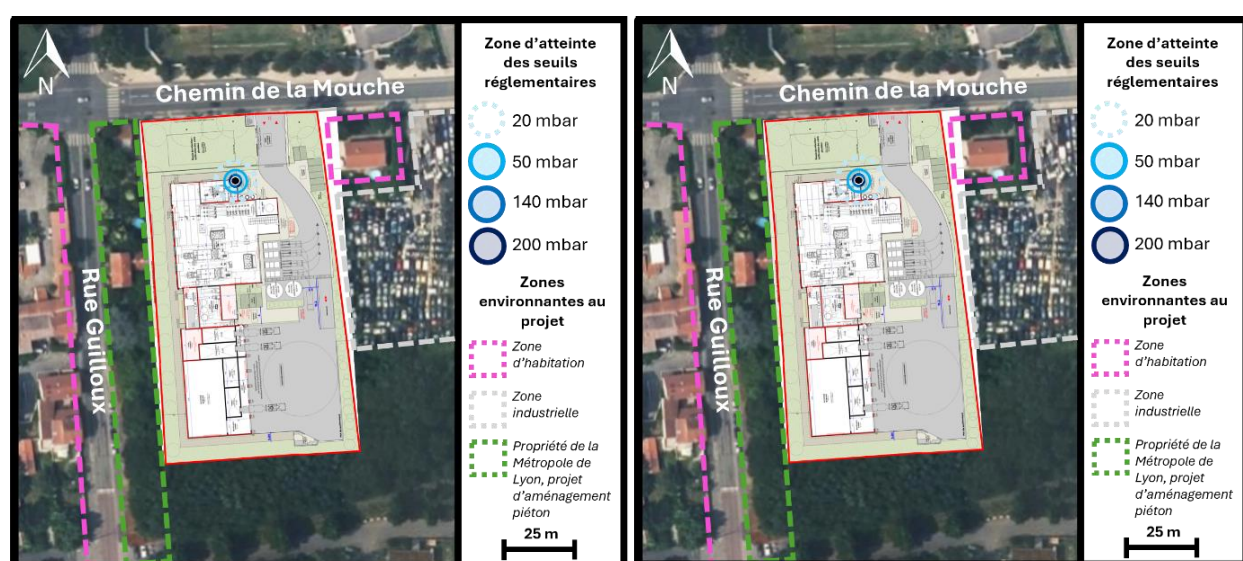 N
Chemin de la Mouche
Rue Guilloux
Zone d’atteinte
des seuils
réglementaires
20 mbar
50 mbar
140 mbar
200 mbar
Zones
environnantes au
projet
Zone
d’habitation
Zone
industrielle
Propriété de la
Métropole de
Lyon, projet
d’aménagement
piéton
25 m
N
Chemin de la Mouche
Rue Guilloux
Zone d’atteinte
des seuils
réglementaires
20 mbar
50 mbar
140 mbar
200 mbar
Zones
environnantes au
projet
Zone
d’habitation
Zone
industrielle
Propriété de la
Métropole de
Lyon, projet
d’aménagement
piéton
25 m